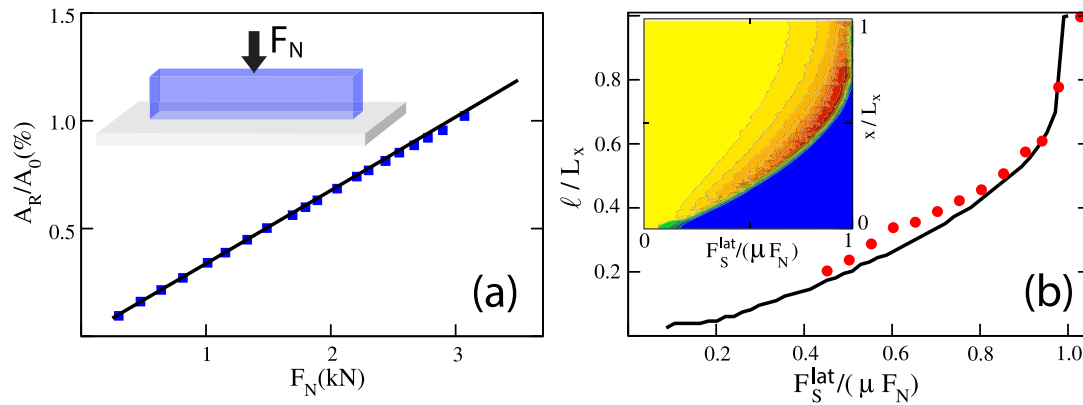 1.5
1.0
0.5
A_R/A_0(%)
F_N
(a)
1 2 3
F_N(kN)
0.8
0.6
0.4
0.2
ℓ/L_x
1
x/L_x
0
0 1
F_S^lat/(μ F_N)
(b)
0.2 0.4 0.6 0.8 1.0
F_S^lat/(μ F_N)